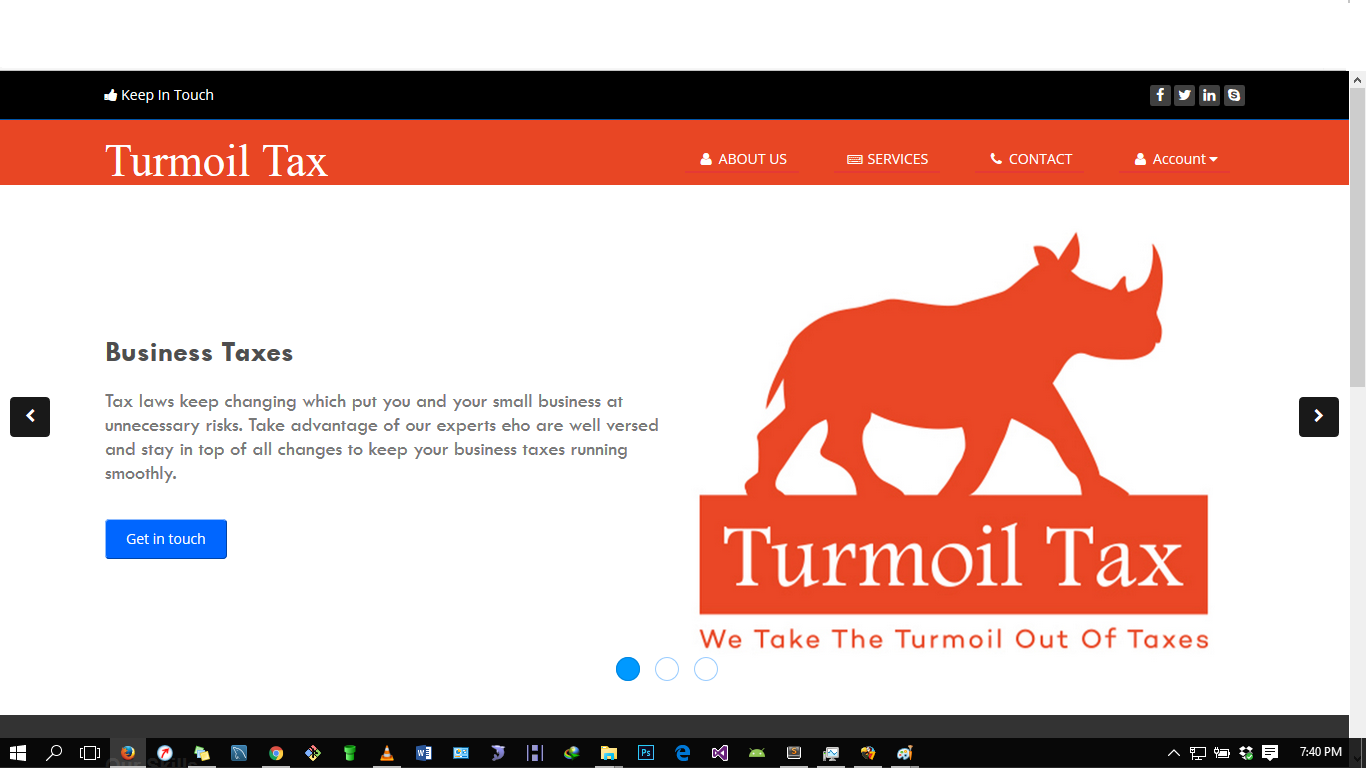 Keep In Touch
Turmoil Tax
ABOUT US
SERVICES
CONTACT
Account
Business Taxes
Tax laws keep changing which put you and your small business at
unnecessary risks. Take advantage of our experts eho are well versed
and stay in top of all changes to keep your business taxes running
smoothly.
Get in touch
Turmoil Tax
We Take The Turmoil Out Of Taxes
7:40 PM